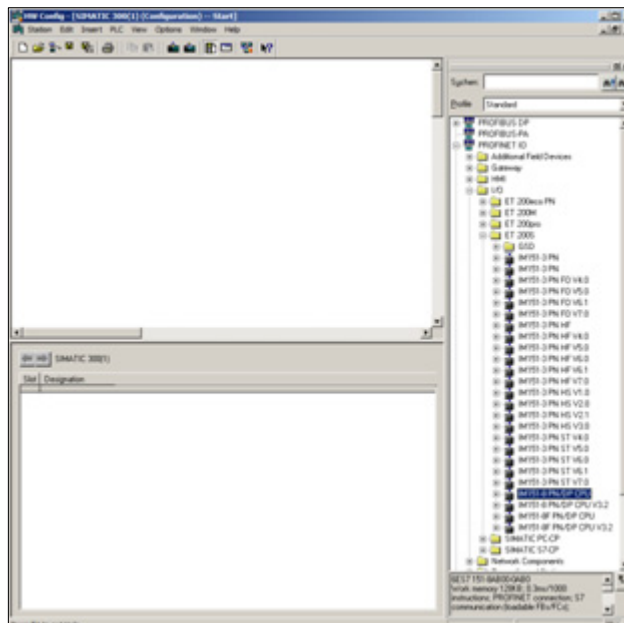 HW Config - [SIMATIC 300(1) (Configuration) -- Start]
Station Edit Insert PLC View Options Window Help
Suchen:
Profile: Standard
PROFIBUS-DP
PROFIBUS-PA
PROFINET IO
Additional Field Devices
Gateway
HMI
I/O
ET 200eco PN
ET 200M
ET 200pro
ET 200S
GSD
IM151-3 PN
IM151-3 PN
IM151-3 PN FO V4.0
IM151-3 PN FO V5.0
IM151-3 PN FO V6.1
IM151-3 PN FO V7.0
IM151-3 PN HF
IM151-3 PN HF V4.0
IM151-3 PN HF V5.0
IM151-3 PN HF V6.0
IM151-3 PN HF V6.1
IM151-3 PN HF V7.0
IM151-3 PN HS V1.0
IM151-3 PN HS V2.0
IM151-3 PN HS V2.1
IM151-3 PN HS V3.0
IM151-3 PN ST V4.0
IM151-3 PN ST V5.0
IM151-3 PN ST V6.0
IM151-3 PN ST V6.1
IM151-3 PN ST V7.0
IM151-8 PN/DP CPU
IM151-8 PN/DP CPU V3.2
IM151-8F PN/DP CPU
IM151-8F PN/DP CPU V3.2
SIMATIC PC-CP
SIMATIC S7-CP
Network Components
SIMATIC 300(1)
Slot Designation
6ES7 151-8AB00-0AB0
Work memory 128KB; 0.3ms/1000
instructions; PROFINET connection; S7
communication (loadable FBs/FCs);